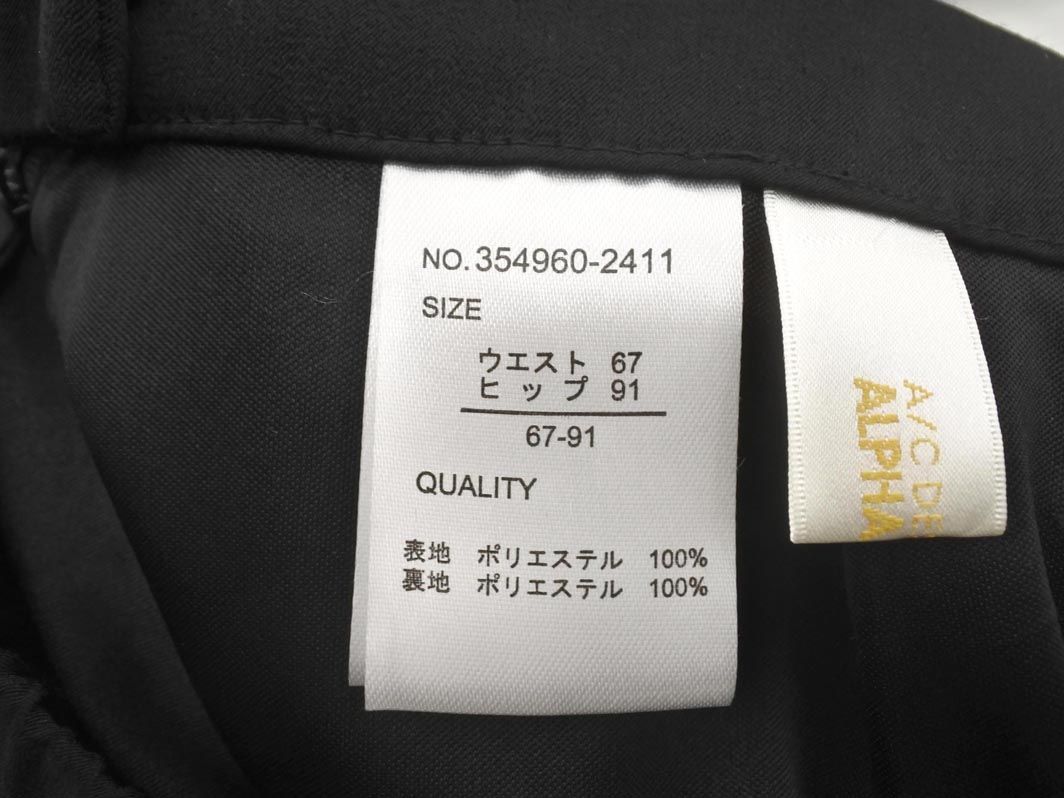 NO. 354960-2411
SIZE
ウエスト 67
ヒップ 91
67-91
QUALITY
表地 ポリエステル 100%
裏地 ポリエステル 100%
A/C DE
ALPHA